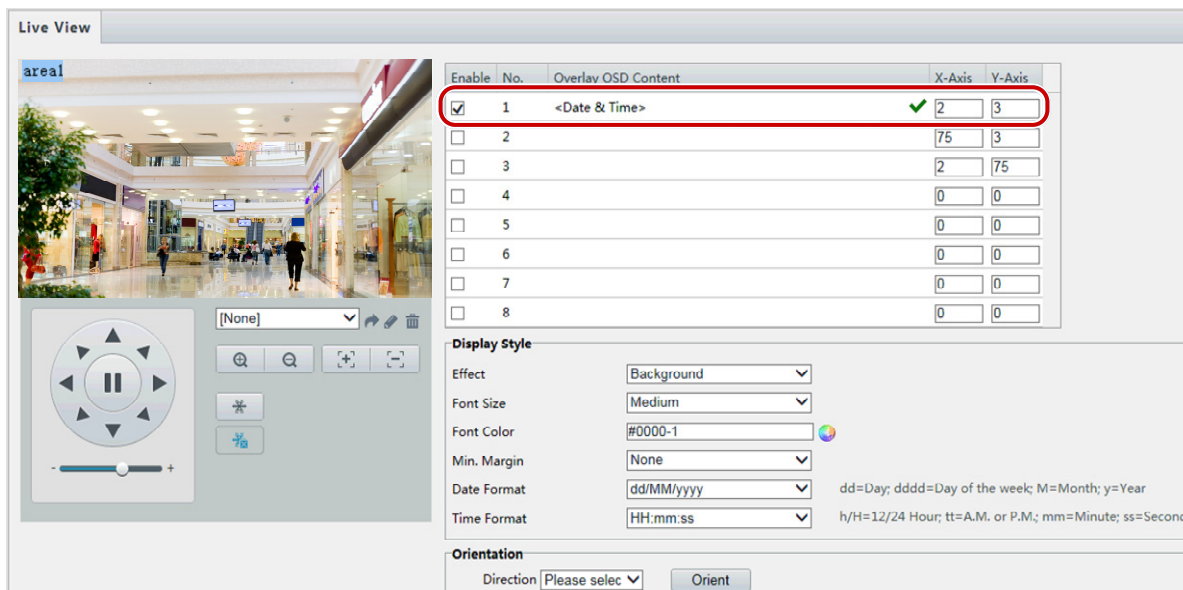 Live View
area1
Enable No. Overlay OSD Content X-Axis Y-Axis
1 <Date & Time> 2 3
2 75 3
3 2 75
4 0 0
5 0 0
6 0 0
7 0 0
8 0 0
[None]
- +
Display Style
Effect Background
Font Size Medium
Font Color #0000-1
Min. Margin None
Date Format dd/MM/yyyy dd=Day; dddd=Day of the week; M=Month; y=Year
Time Format HH:mm:ss h/H=12/24 Hour; tt=A.M. or P.M.; mm=Minute; ss=Second
Orientation
Direction Please selec Orient